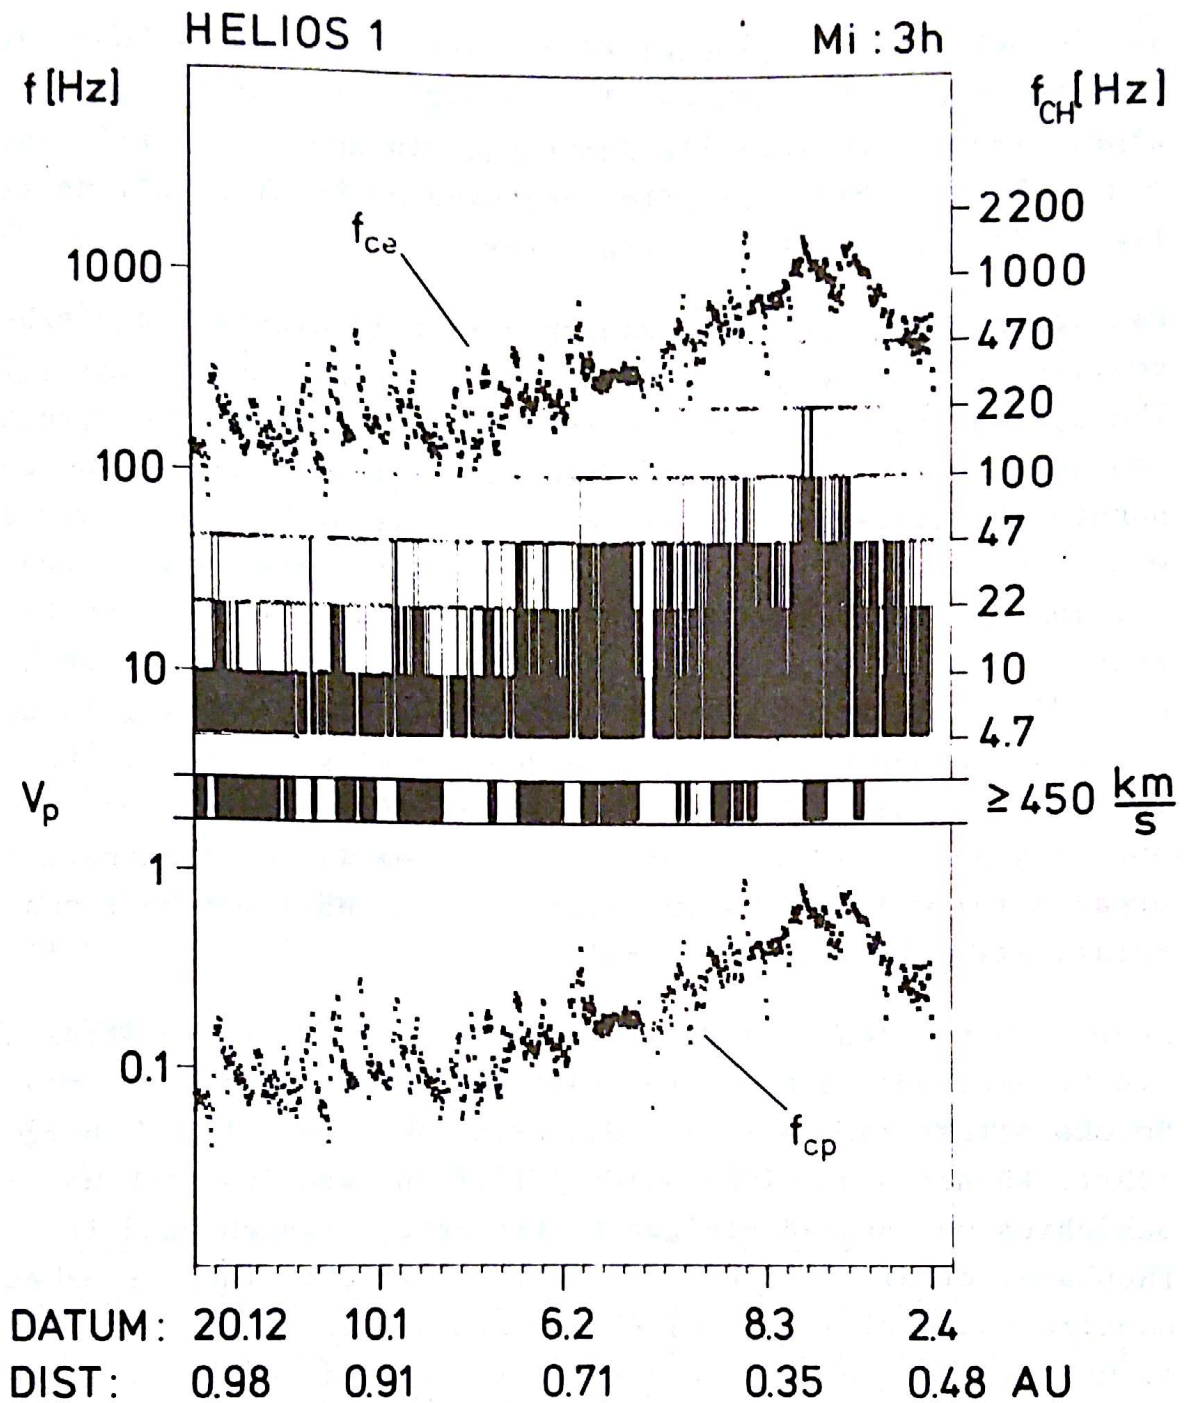 HELIOS 1 Mi : 3h
f [Hz] f_CH [Hz]
2200
f_ce
1000 1000
470
220
100 100
47
22
10 10
4.7
V_p ≥ 450 km/s
1
0.1
f_cp
DATUM: 20.12 10.1 6.2 8.3 2.4
DIST: 0.98 0.91 0.71 0.35 0.48 AU